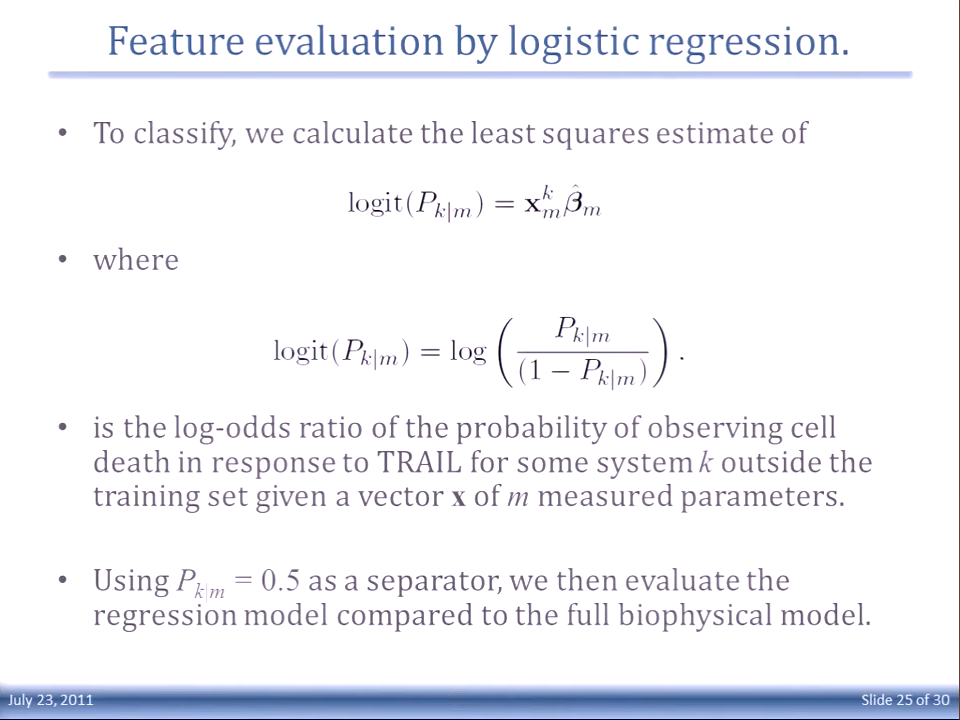 Feature evaluation by logistic regression.
• To classify, we calculate the least squares estimate of
logit(P_{k|m}) = x_m^k β̂_m
• where
logit(P_{k|m}) = log ( P_{k|m} / (1 − P_{k|m}) ) .
• is the log-odds ratio of the probability of observing cell
death in response to TRAIL for some system k outside the
training set given a vector x of m measured parameters.
• Using P_{k|m} = 0.5 as a separator, we then evaluate the
regression model compared to the full biophysical model.
July 23, 2011
Slide 25 of 30